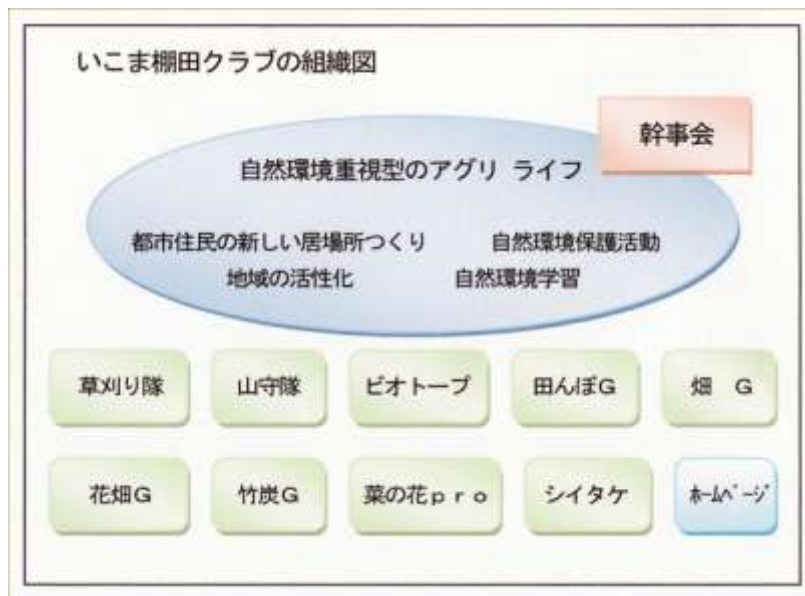 いこま棚田クラブの組織図
幹事会
自然環境重視型のアグリ ライフ
都市住民の新しい居場所つくり 自然環境保護活動
地域の活性化 自然環境学習
草刈り隊 山守隊 ビオトープ 田んぼG 畑 G
花畑G 竹炭G 菜の花pro シイタケ ﾎｰﾑﾍﾟｰｼﾞ